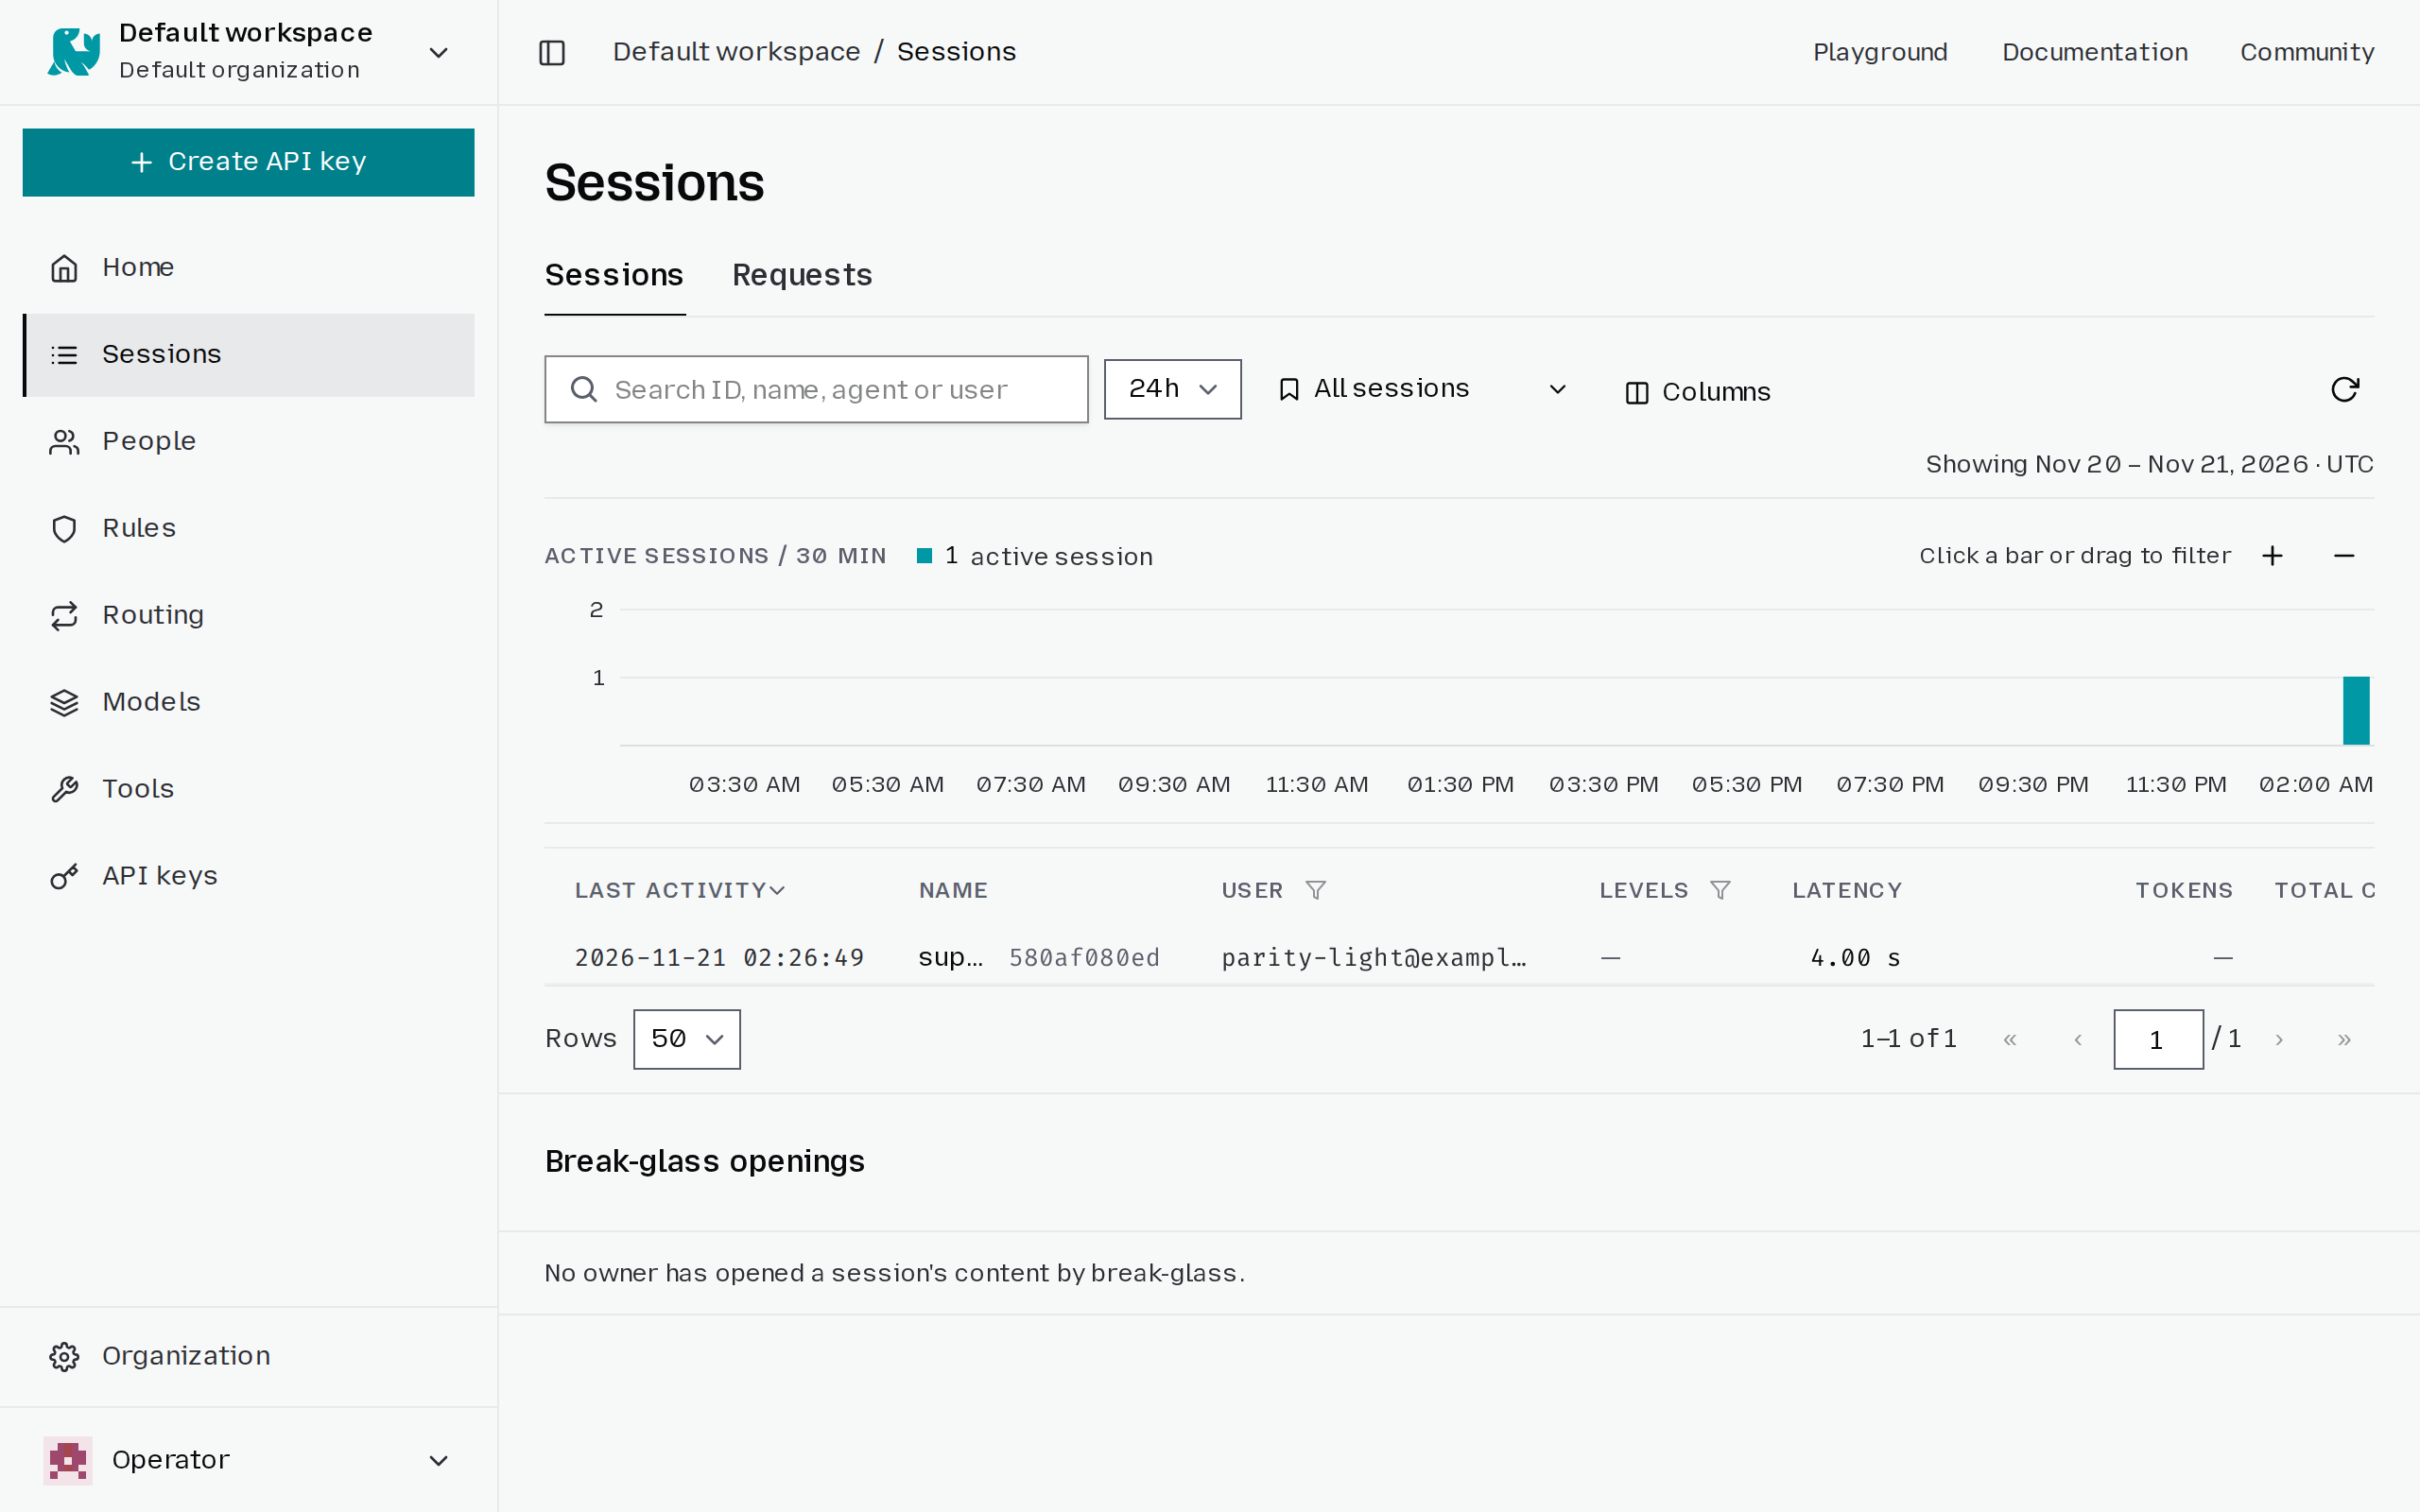 Default workspace
Default organization
Default workspace / Sessions
Playground
Documentation
Community
Create API key
Home
Sessions
People
Rules
Routing
Models
Tools
API keys
Organization
Operator
Sessions
Sessions
Requests
Search ID, name, agent or user
24h
All sessions
Columns
Showing Nov 20 – Nov 21, 2026 · UTC
ACTIVE SESSIONS / 30 MIN
1 active session
Click a bar or drag to filter
2
1
03:30 AM 05:30 AM 07:30 AM 09:30 AM 11:30 AM 01:30 PM 03:30 PM 05:30 PM 07:30 PM 09:30 PM 11:30 PM 02:00 AM
LAST ACTIVITY NAME USER LEVELS LATENCY TOKENS TOTAL C
2026-11-21 02:26:49 sup… 580af080ed parity-light@exampl… — 4.00 s —
Rows 50
1–1 of 1 « ‹ 1 / 1 › »
Break-glass openings
No owner has opened a session's content by break-glass.